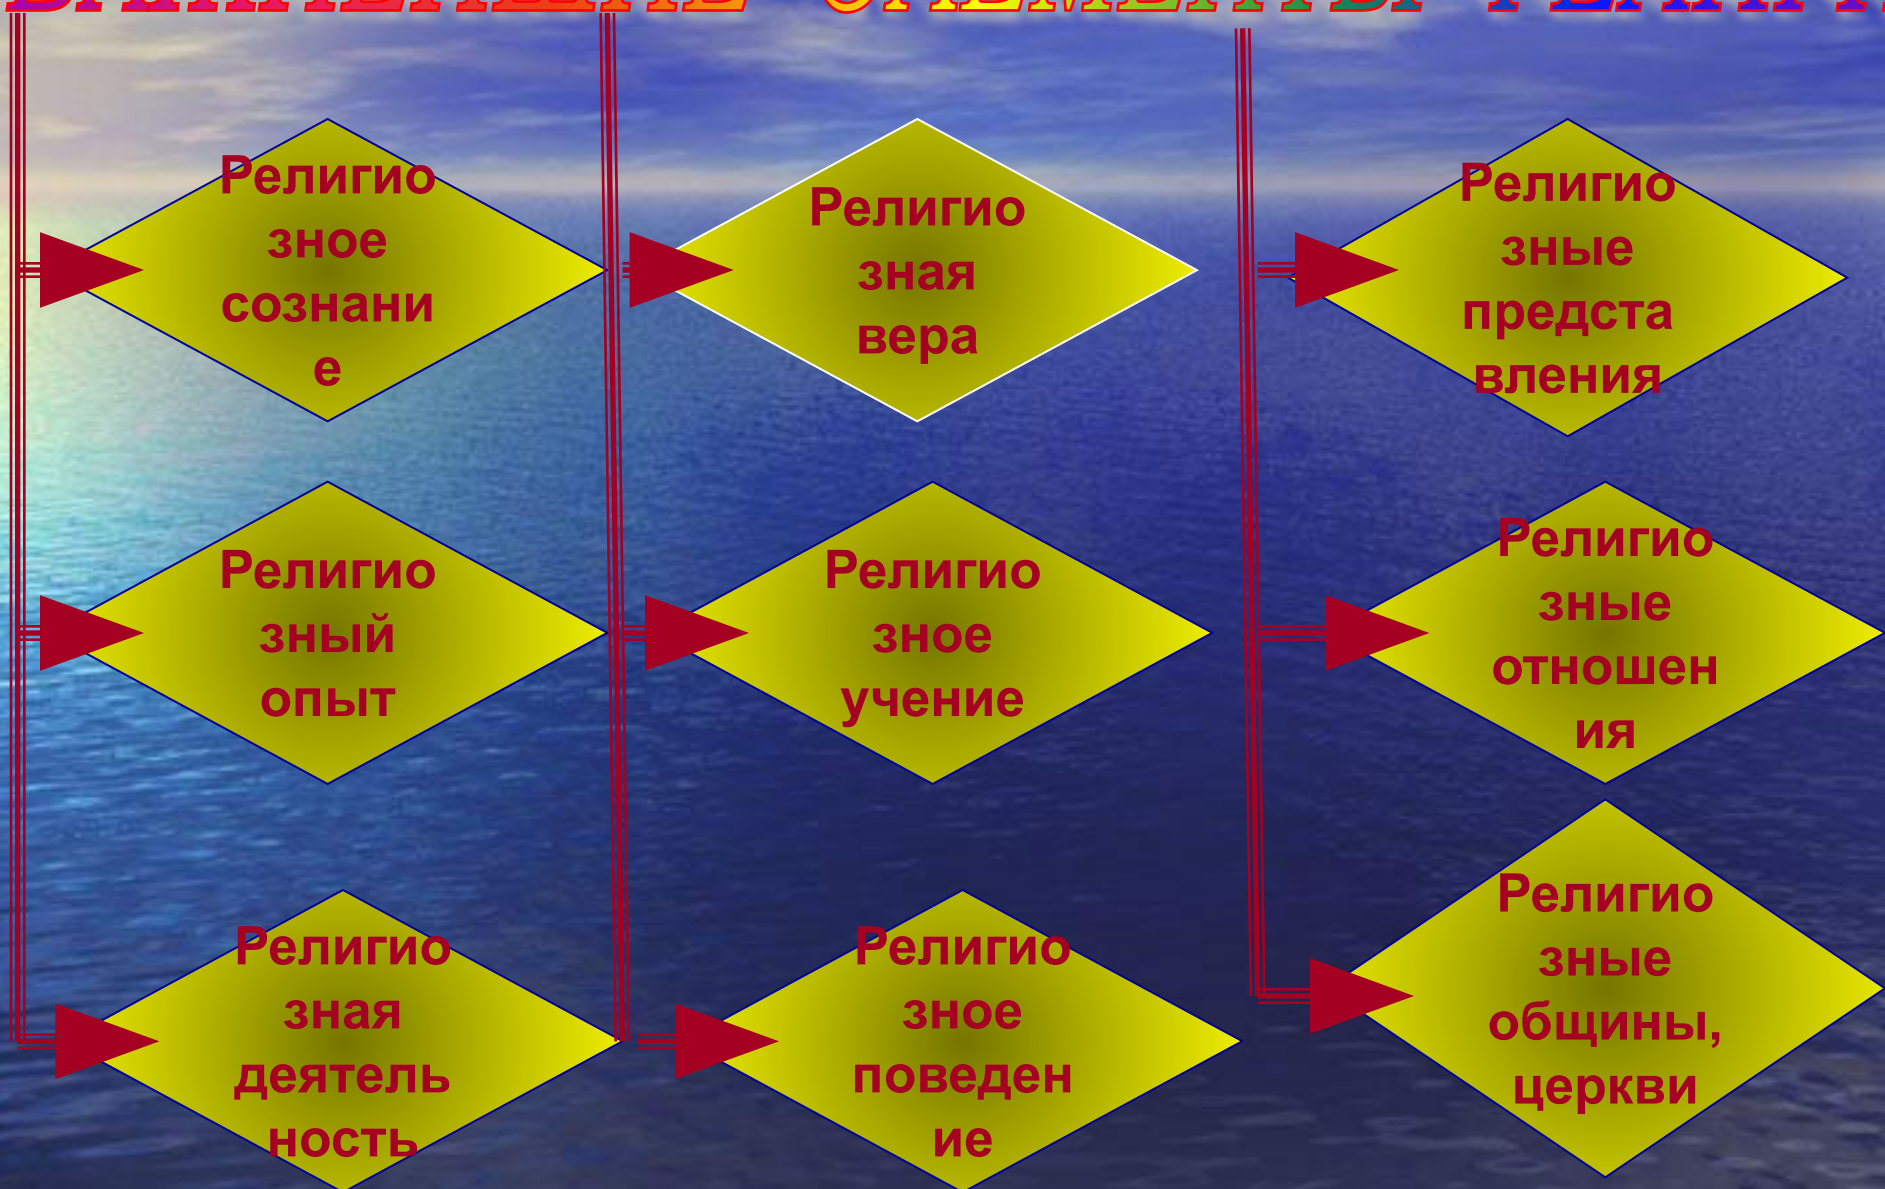 Религио
зное
сознани
е
Религио
зная
вера
Религио
зные
предста
вления
Религио
зный
опыт
Религио
зное
учение
Религио
зные
отношен
ия
Религио
зная
деятель
ность
Религио
зное
поведен
ие
Религио
зные
общины,
церкви